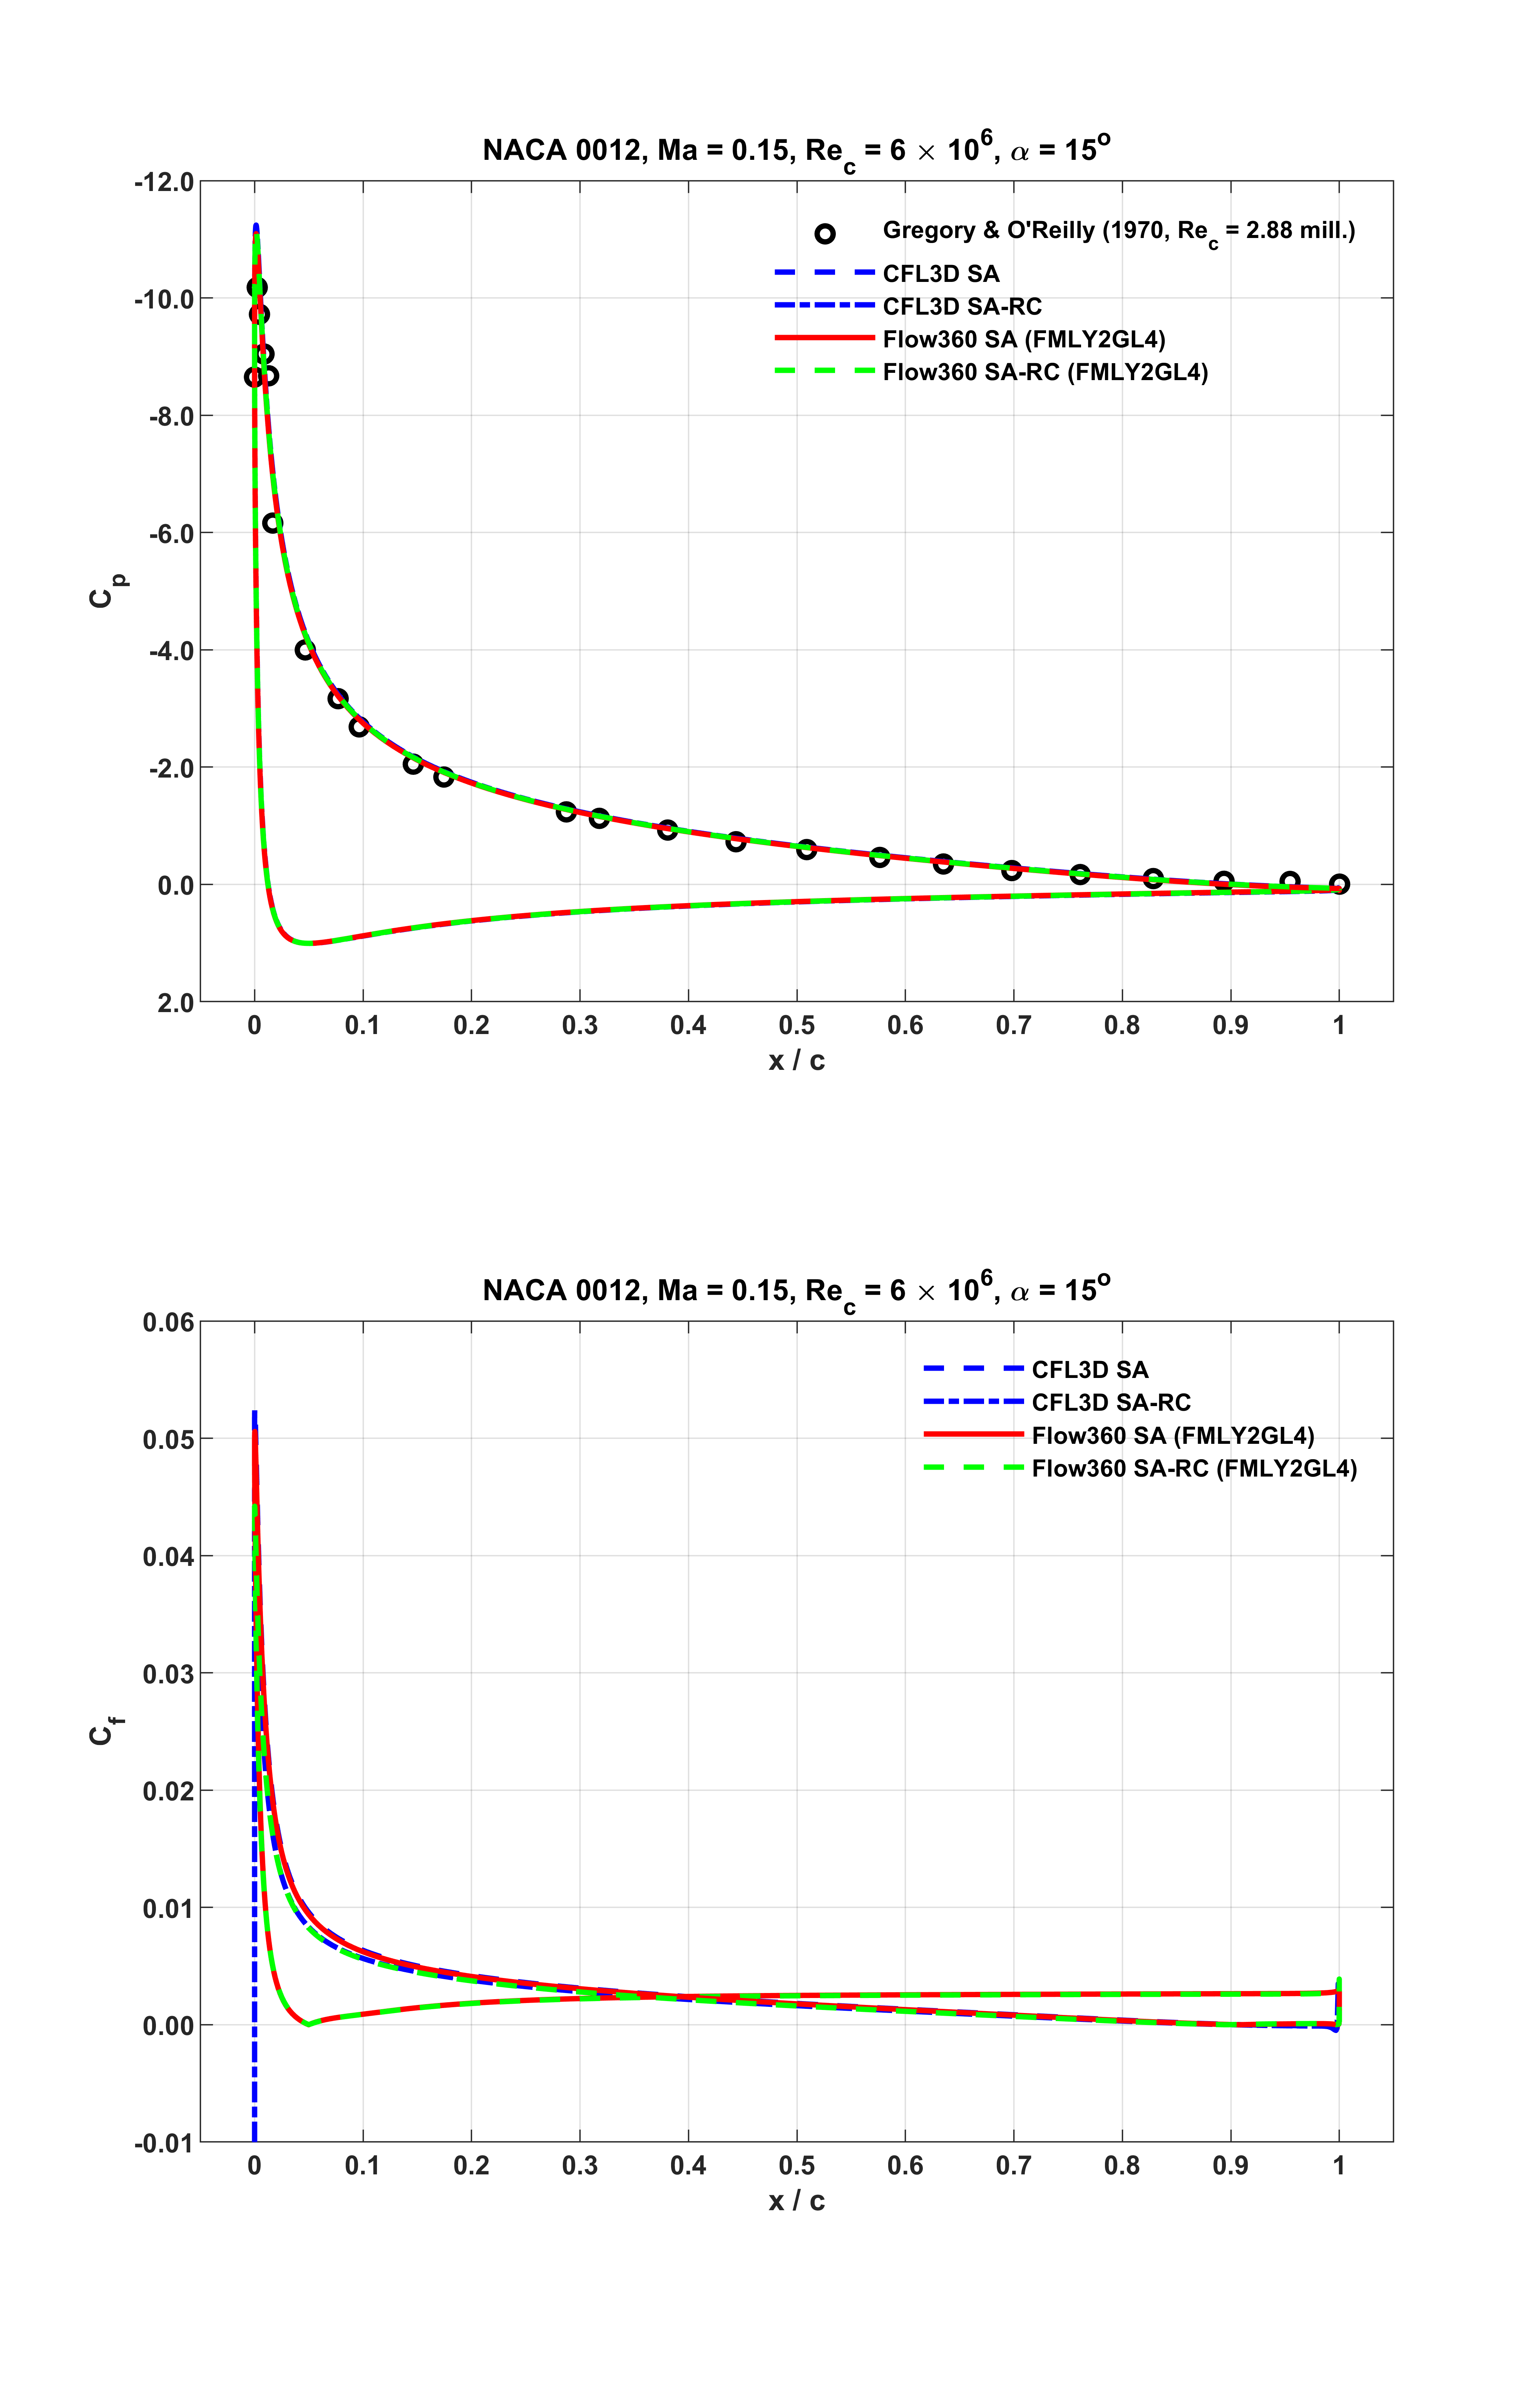 NACA 0012, Ma = 0.15, Re_c = 6 × 10^6, α = 15^o
-12.0
-10.0
-8.0
-6.0
-4.0
-2.0
0.0
2.0
C_p
Gregory & O'Reilly (1970, Re_c = 2.88 mill.)
CFL3D SA
CFL3D SA-RC
Flow360 SA (FMLY2GL4)
Flow360 SA-RC (FMLY2GL4)
0 0.1 0.2 0.3 0.4 0.5 0.6 0.7 0.8 0.9 1
x / c
NACA 0012, Ma = 0.15, Re_c = 6 × 10^6, α = 15^o
0.06
0.05
0.04
0.03
0.02
0.01
0.00
-0.01
C_f
CFL3D SA
CFL3D SA-RC
Flow360 SA (FMLY2GL4)
Flow360 SA-RC (FMLY2GL4)
0 0.1 0.2 0.3 0.4 0.5 0.6 0.7 0.8 0.9 1
x / c